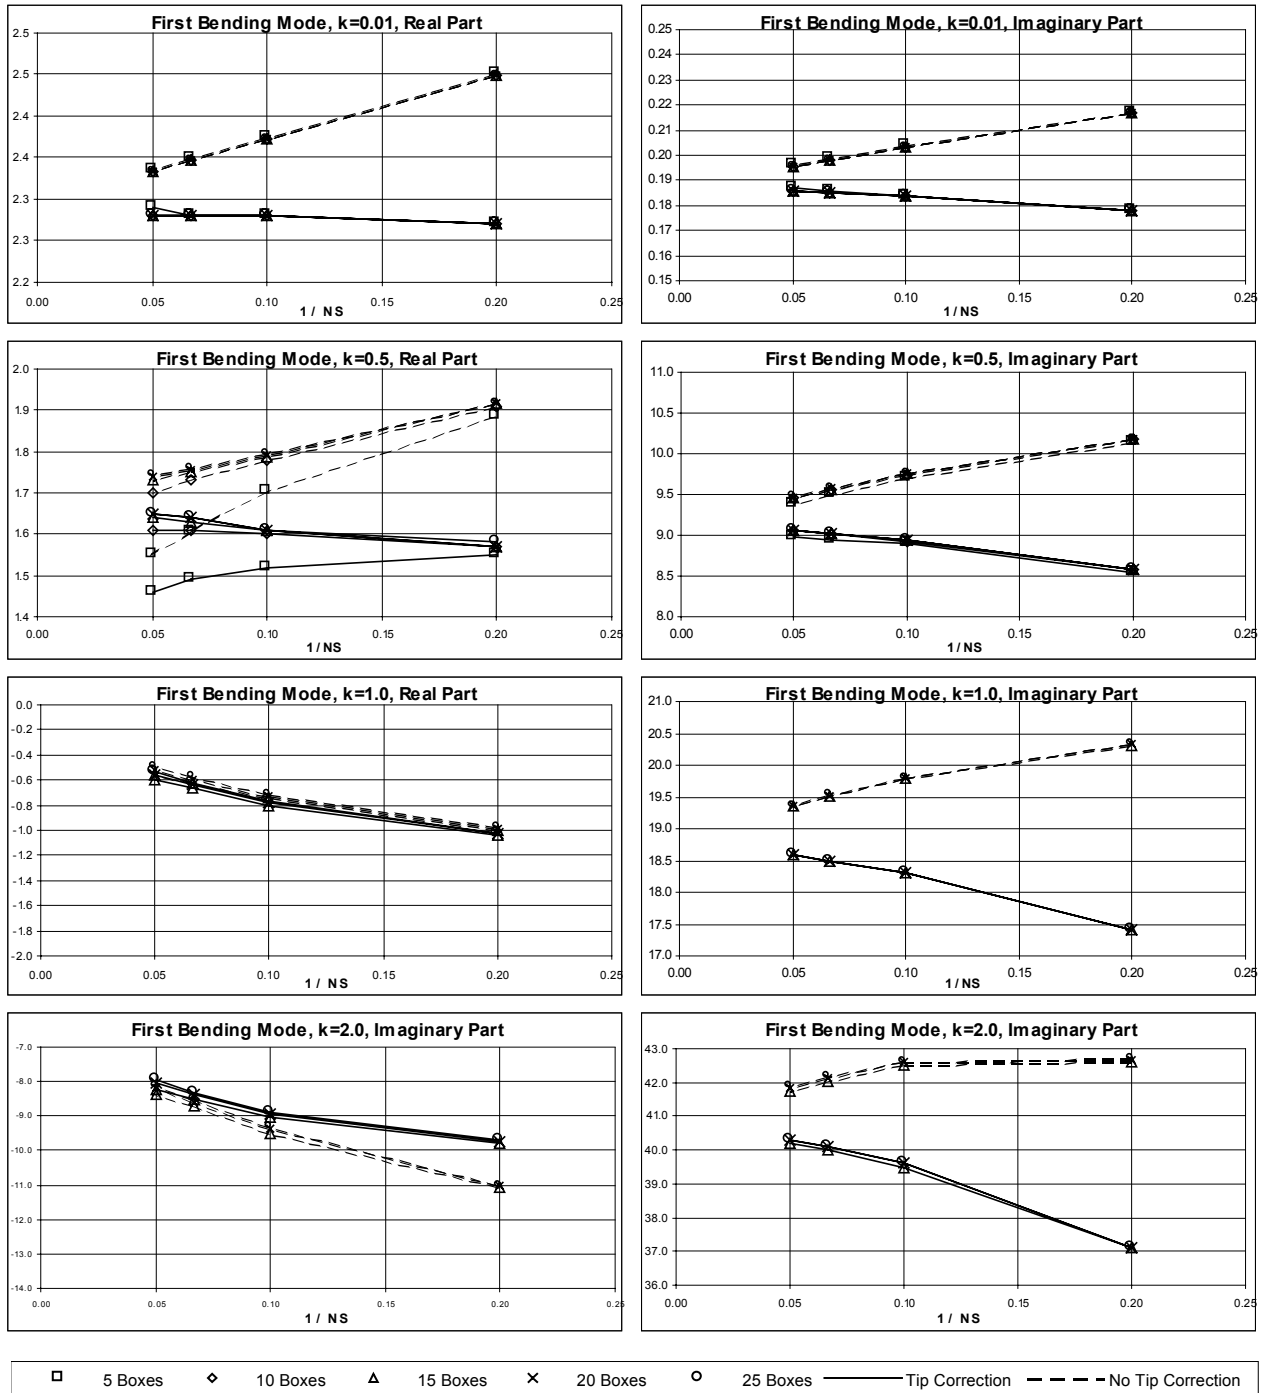 First Bending Mode, k=0.01, Real Part
2.5
2.5
2.4
2.4
2.3
2.3
2.2
0.00 0.05 0.10 0.15 0.20 0.25
1 / NS
First Bending Mode, k=0.01, Imaginary Part
0.25
0.24
0.23
0.22
0.21
0.20
0.19
0.18
0.17
0.16
0.15
0.00 0.05 0.10 0.15 0.20 0.25
1 / NS
First Bending Mode, k=0.5, Real Part
2.0
1.9
1.8
1.7
1.6
1.5
1.4
0.00 0.05 0.10 0.15 0.20 0.25
1 / NS
First Bending Mode, k=0.5, Imaginary Part
11.0
10.5
10.0
9.5
9.0
8.5
8.0
0.00 0.05 0.10 0.15 0.20 0.25
1 / NS
First Bending Mode, k=1.0, Real Part
0.0
-0.2
-0.4
-0.6
-0.8
-1.0
-1.2
-1.4
-1.6
-1.8
-2.0
0.00 0.05 0.10 0.15 0.20 0.25
1 / NS
First Bending Mode, k=1.0, Imaginary Part
21.0
20.5
20.0
19.5
19.0
18.5
18.0
17.5
17.0
0.00 0.05 0.10 0.15 0.20 0.25
1 / NS
First Bending Mode, k=2.0, Imaginary Part
-7.0
-8.0
-9.0
-10.0
-11.0
-12.0
-13.0
-14.0
0.00 0.05 0.10 0.15 0.20 0.25
1 / NS
First Bending Mode, k=2.0, Imaginary Part
43.0
42.0
41.0
40.0
39.0
38.0
37.0
36.0
0.00 0.05 0.10 0.15 0.20 0.25
1 / NS
5 Boxes 10 Boxes 15 Boxes 20 Boxes 25 Boxes Tip Correction No Tip Correction